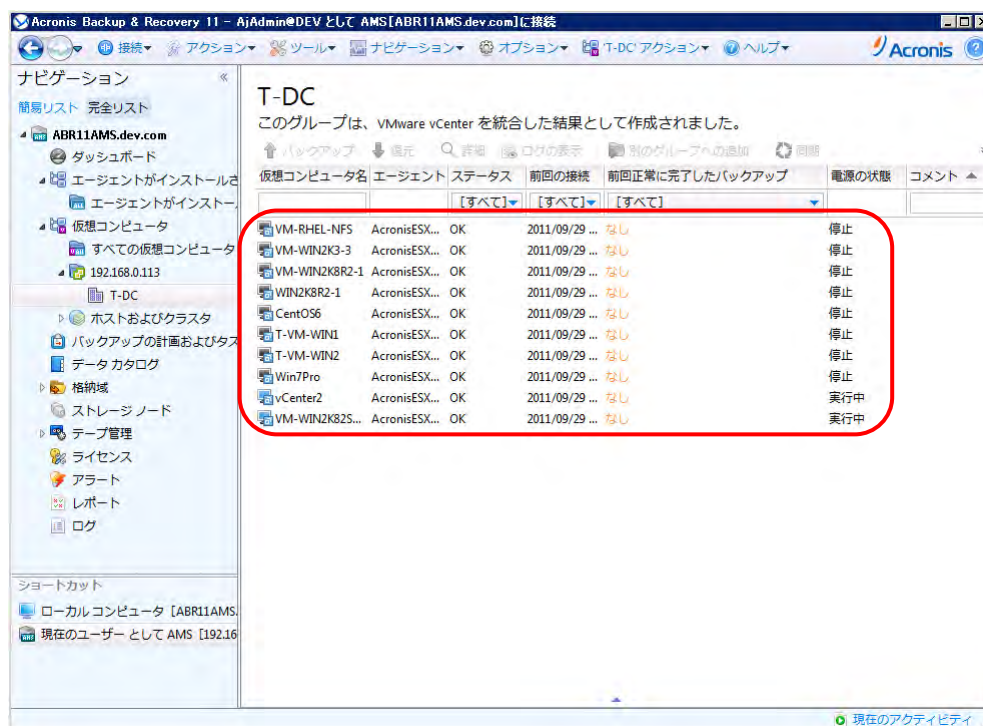 Acronis Backup & Recovery 11 - AjAdmin@DEV として AMS[ABR11AMS.dev.com]に接続
接続 アクション ツール ナビゲーション オプション 'T-DC' アクション ヘルプ Acronis
ナビゲーション
簡易リスト 完全リスト
ABR11AMS.dev.com
ダッシュボード
エージェントがインストールさ
エージェントがインストー
仮想コンピュータ
すべての仮想コンピュータ
192.168.0.113
T-DC
ホストおよびクラスタ
バックアップの計画およびタス
データ カタログ
格納域
ストレージ ノード
テープ管理
ライセンス
アラート
レポート
ログ
ショートカット
ローカル コンピュータ [ABR11AMS.
現在のユーザー として AMS [192.16
T-DC
このグループは、VMware vCenter を統合した結果として作成されました。
バックアップ 復元 詳細 ログの表示 別のグループへの追加 同期
仮想コンピュータ名 エージェント ステータス 前回の接続 前回正常に完了したバックアップ 電源の状態 コメント
[すべて] [すべて] [すべて]
VM-RHEL-NFS AcronisESX... OK 2011/09/29 ... なし 停止
VM-WIN2K3-3 AcronisESX... OK 2011/09/29 ... なし 停止
VM-WIN2K8R2-1 AcronisESX... OK 2011/09/29 ... なし 停止
WIN2K8R2-1 AcronisESX... OK 2011/09/29 ... なし 停止
CentOS6 AcronisESX... OK 2011/09/29 ... なし 停止
T-VM-WIN1 AcronisESX... OK 2011/09/29 ... なし 停止
T-VM-WIN2 AcronisESX... OK 2011/09/29 ... なし 停止
Win7Pro AcronisESX... OK 2011/09/29 ... なし 停止
vCenter2 AcronisESX... OK 2011/09/29 ... なし 実行中
VM-WIN2K82S... AcronisESX... OK 2011/09/29 ... なし 実行中
現在のアクティビティ